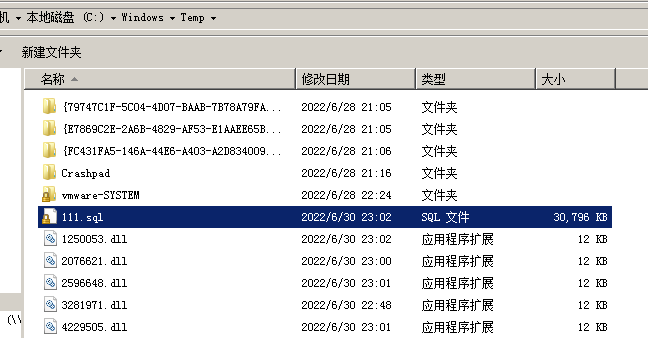 机 本地磁盘 (C:) Windows Temp
新建文件夹
名称 修改日期 类型 大小
{79747C1F-5C04-4D07-BAAB-7B78A79FA... 2022/6/28 21:05 文件夹
{E7869C2E-2A6B-4829-AF53-E1AAEE65B... 2022/6/28 21:05 文件夹
{FC431FA5-146A-44E6-A403-A2D834009... 2022/6/28 21:06 文件夹
Crashpad 2022/6/28 21:16 文件夹
vmware-SYSTEM 2022/6/28 22:24 文件夹
111.sql 2022/6/30 23:02 SQL 文件 30,796 KB
1250053.dll 2022/6/30 23:02 应用程序扩展 12 KB
2076621.dll 2022/6/30 23:00 应用程序扩展 12 KB
2596648.dll 2022/6/30 23:01 应用程序扩展 12 KB
3281971.dll 2022/6/30 22:48 应用程序扩展 12 KB
(\\ 4229505.dll 2022/6/30 23:01 应用程序扩展 12 KB